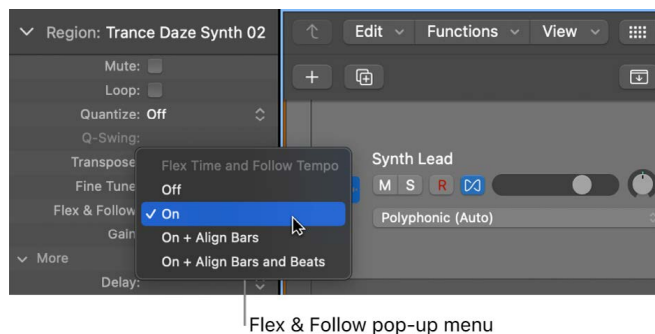 Region: Trance Daze Synth 02
Mute:
Loop:
Quantize: Off
Q-Swing:
Transpose
Fine Tune
Flex & Follow
Gain
More
Delay:
Flex Time and Follow Tempo
Off
✓ On
On + Align Bars
On + Align Bars and Beats
Edit Functions View
Synth Lead
M S R
Polyphonic (Auto)
Flex & Follow pop-up menu